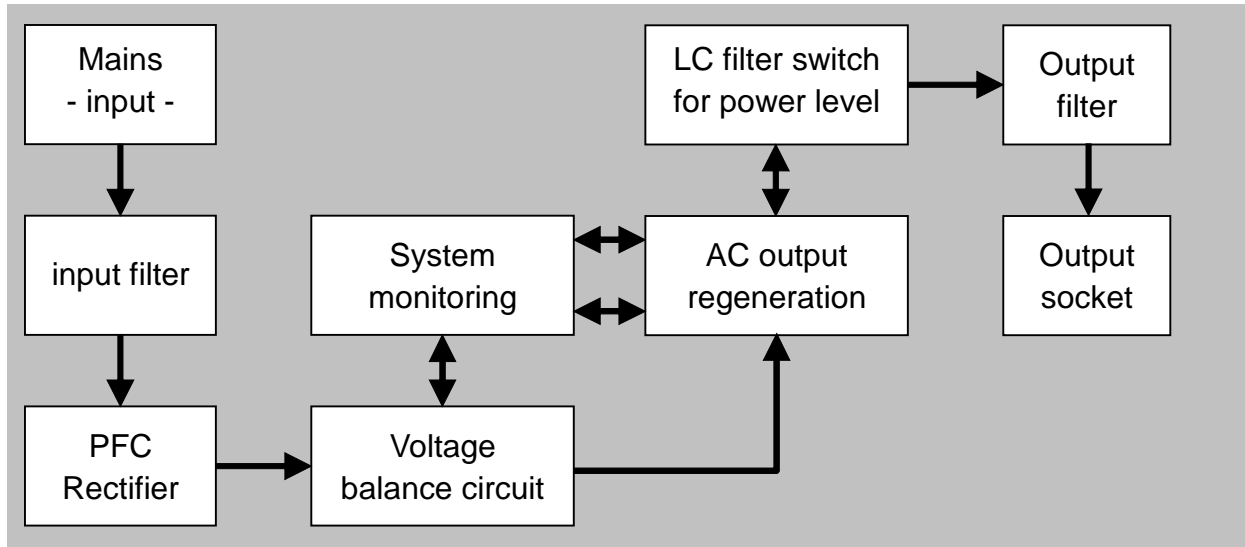 Mains
- input -
input filter
PFC
Rectifier
System
monitoring
Voltage
balance circuit
LC filter switch
for power level
AC output
regeneration
Output
filter
Output
socket